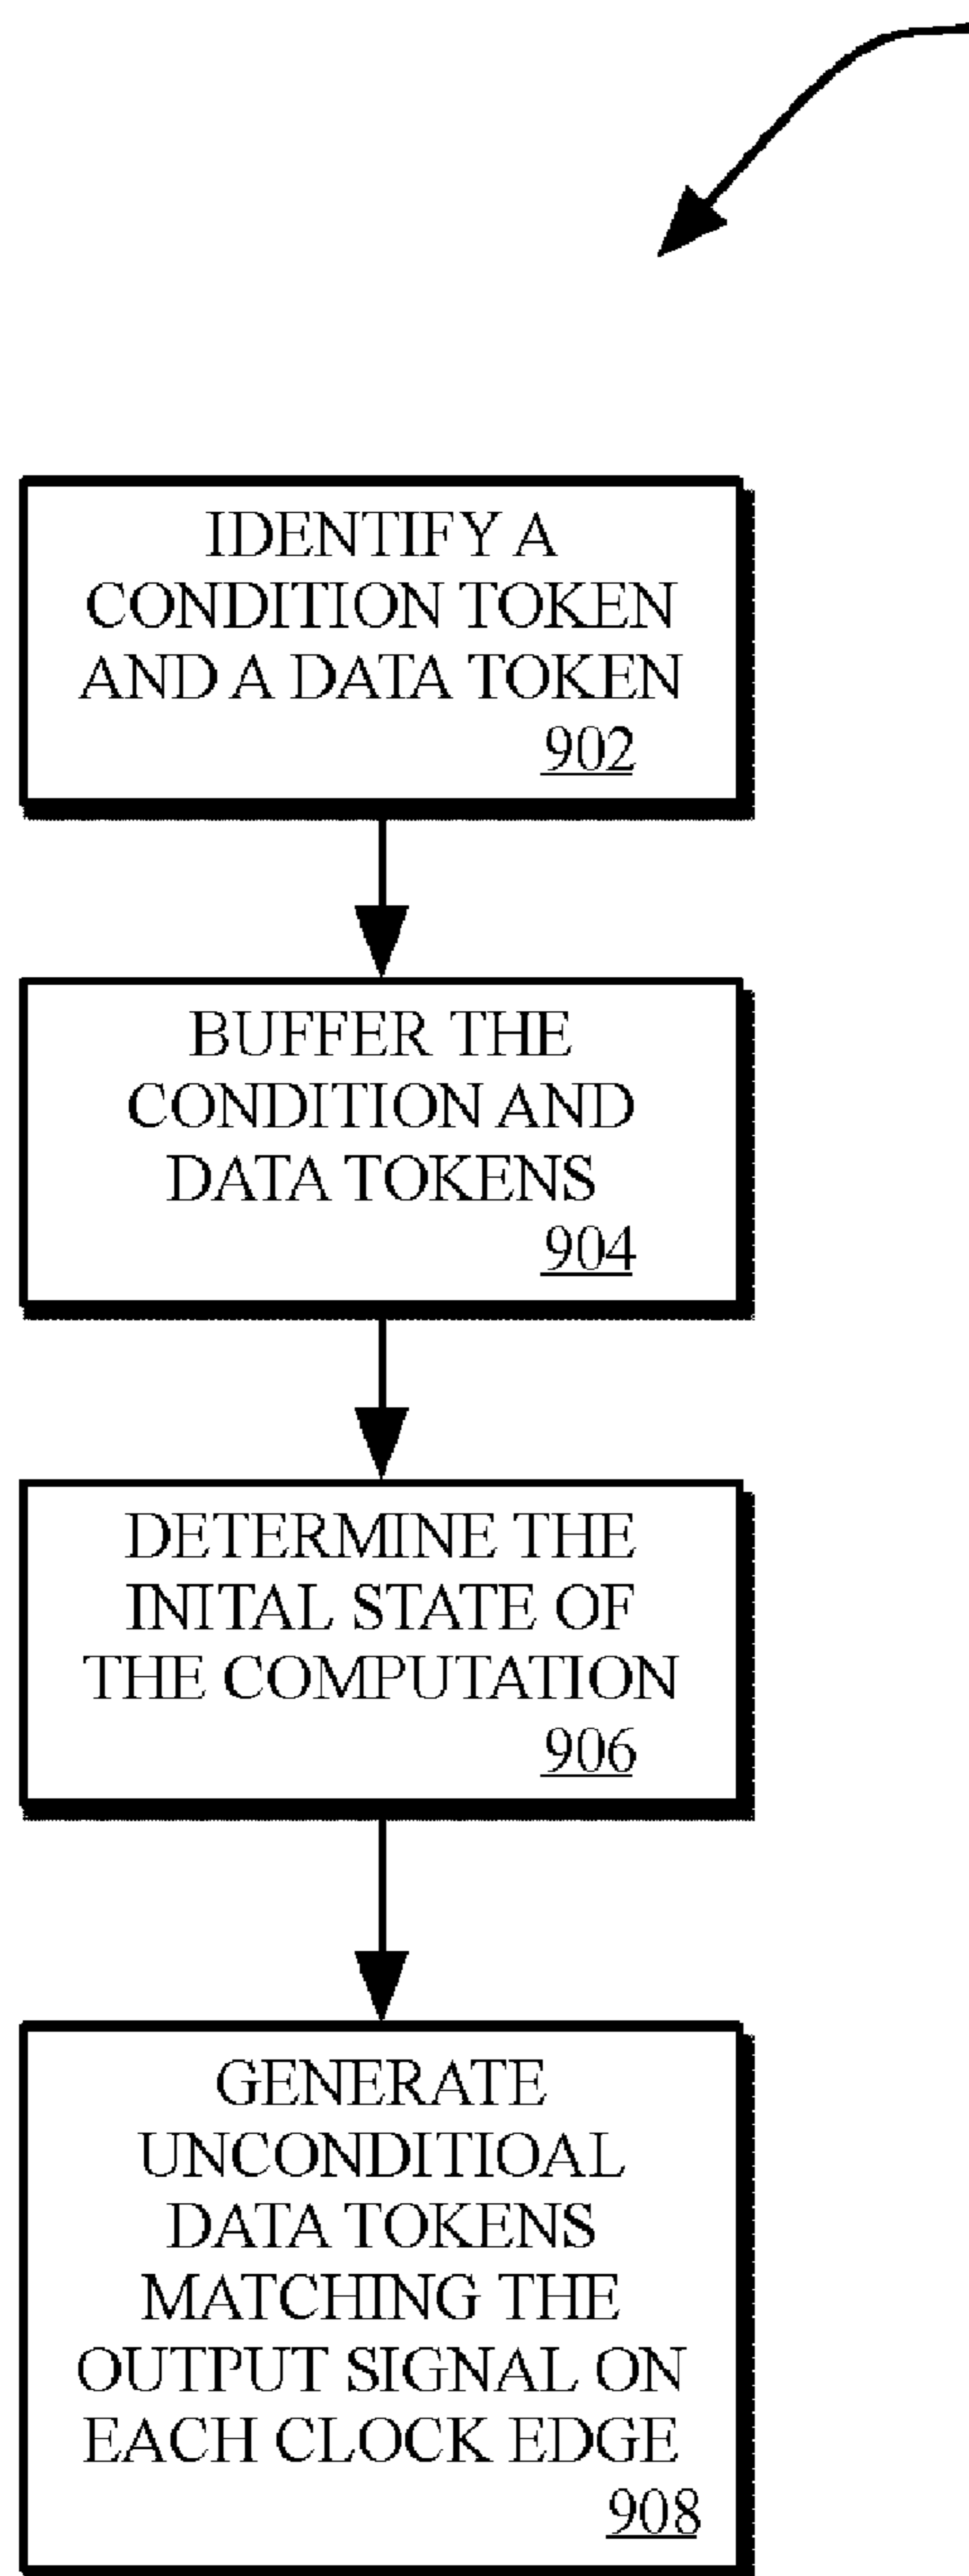 IDENTIFY A
CONDITION TOKEN
AND A DATA TOKEN
902
BUFFER THE
CONDITION AND
DATA TOKENS
904
DETERMINE THE
INITAL STATE OF
THE COMPUTATION
906
GENERATE
UNCONDITIOAL
DATA TOKENS
MATCHING THE
OUTPUT SIGNAL ON
EACH CLOCK EDGE
908